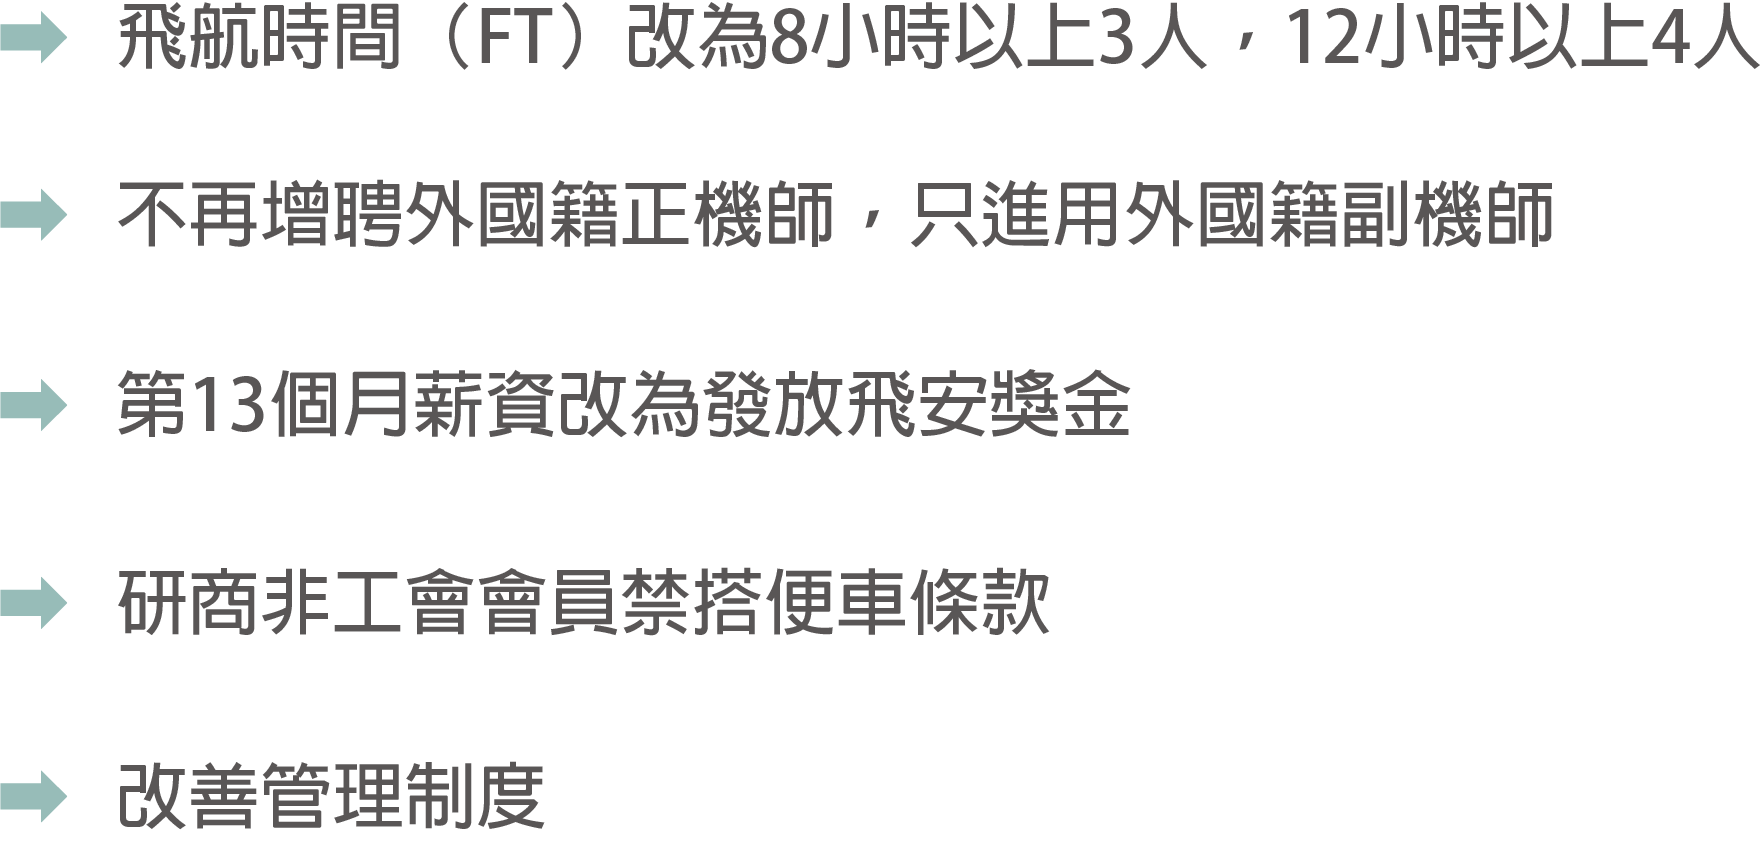 飛航時間（FT）改為8小時以上3人，12小時以上4人
不再增聘外國籍正機師，只進用外國籍副機師
第13個月薪資改為發放飛安獎金
研商非工會會員禁搭便車條款
改善管理制度